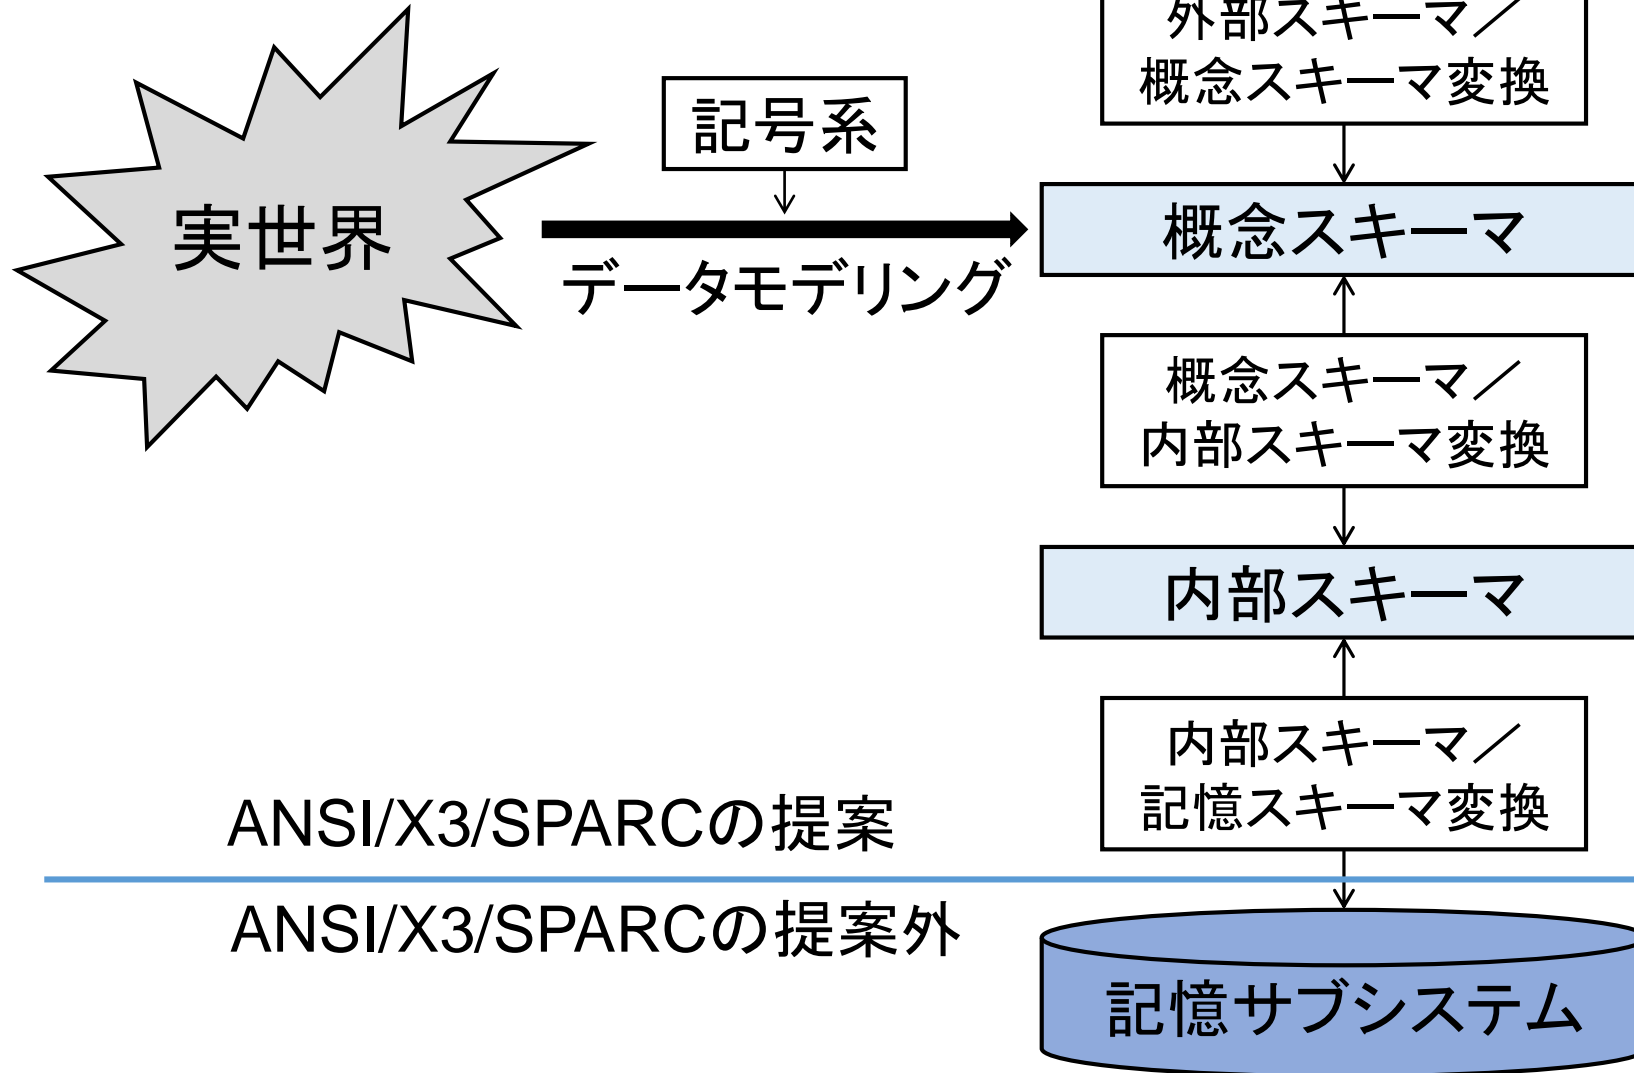 外部スキーマ／
概念スキーマ変換
記号系
実世界
データモデリング
概念スキーマ
概念スキーマ／
内部スキーマ変換
内部スキーマ
内部スキーマ／
記憶スキーマ変換
ANSI/X3/SPARCの提案
ANSI/X3/SPARCの提案外
記憶サブシステム